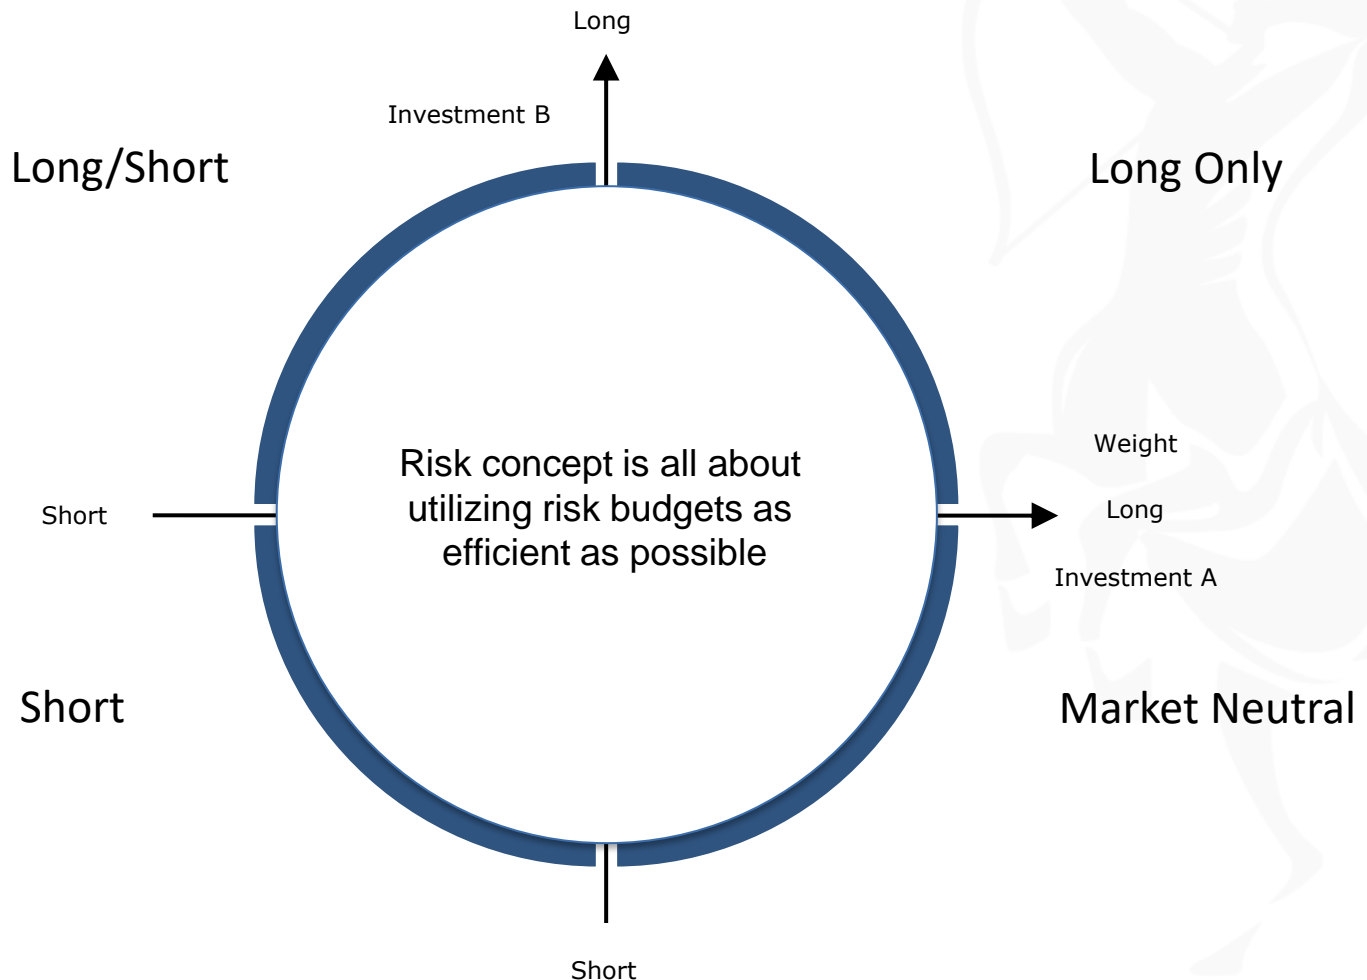 Long
Investment B
Long/Short
Long Only
Risk concept is all about
utilizing risk budgets as
efficient as possible
Weight
Short
Long
Investment A
Short
Market Neutral
Short